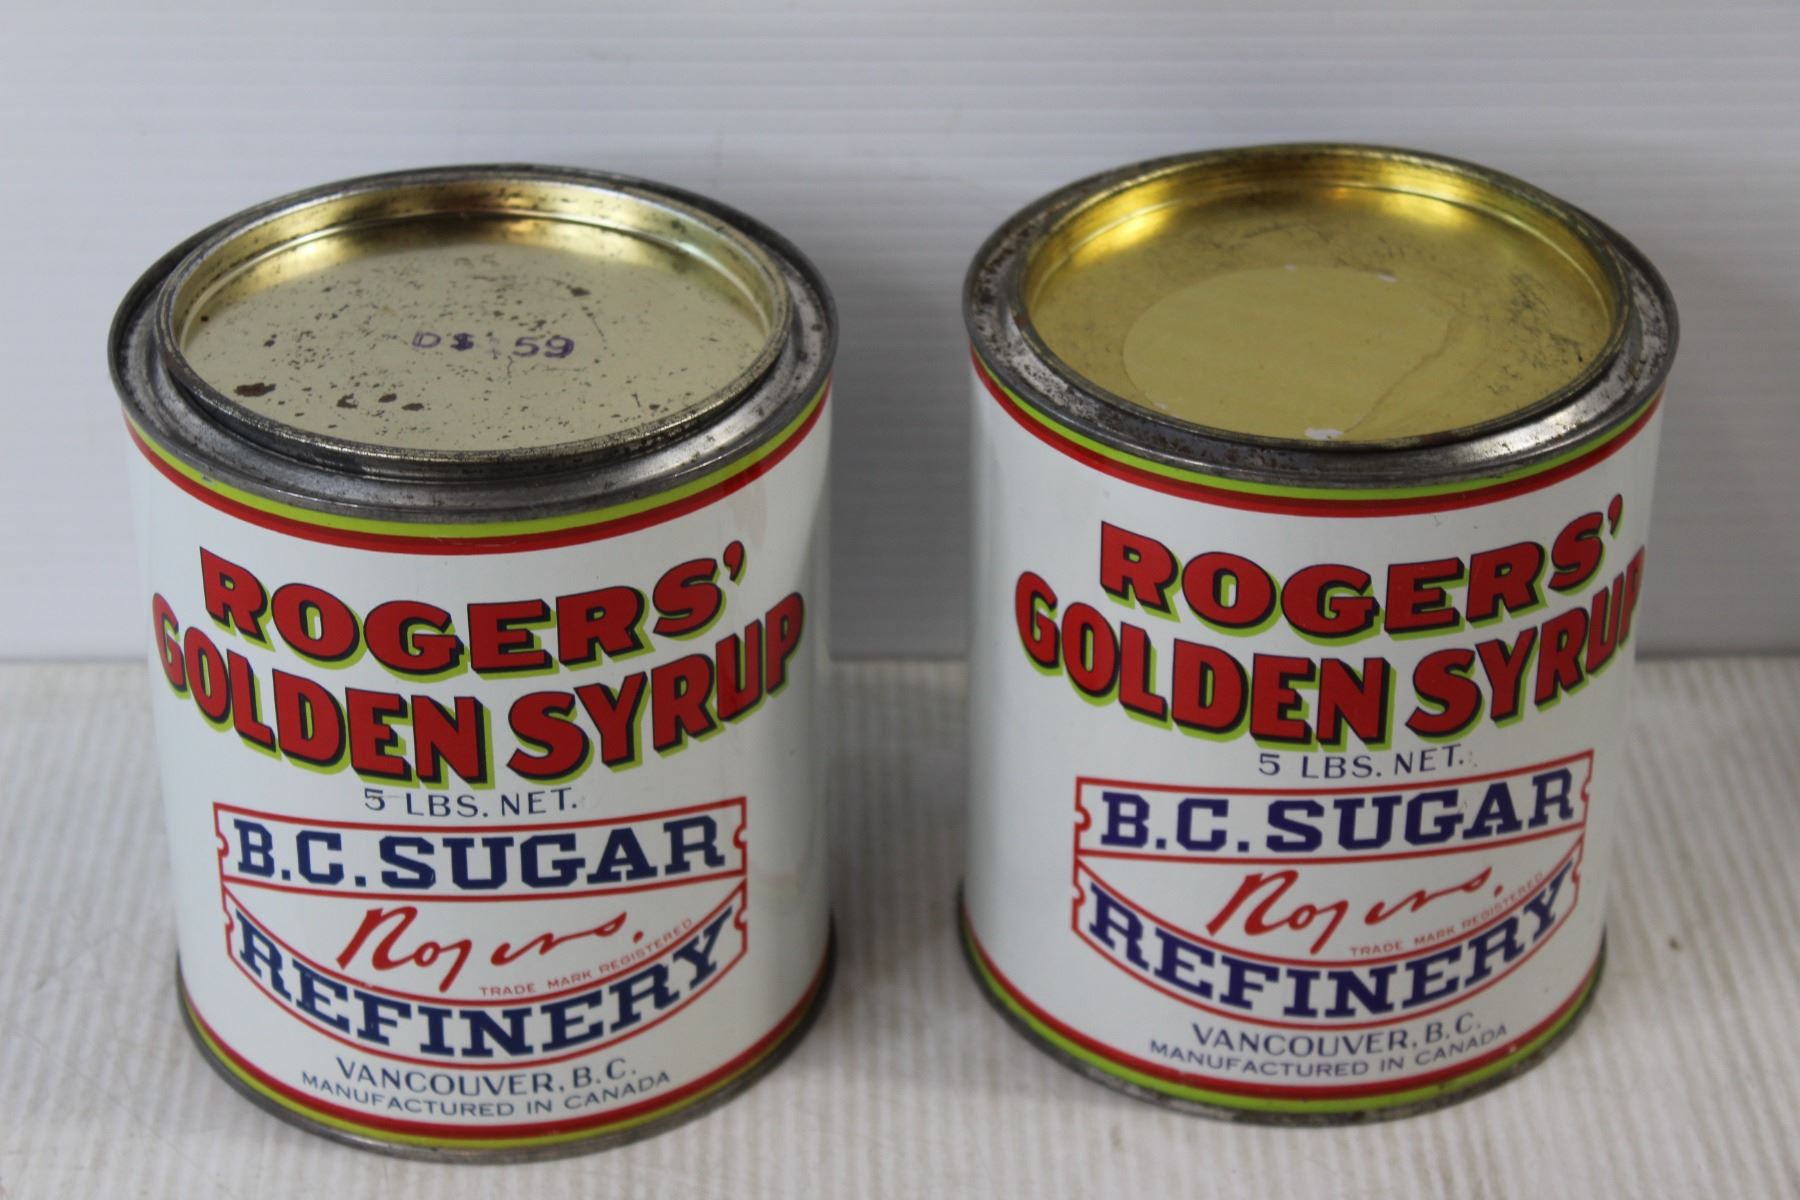 D$ 59
ROGERS'
GOLDEN SYRUP
5 LBS. NET.
B.C. SUGAR
Rogers.
TRADE MARK REGISTERED
REFINERY
VANCOUVER, B.C.
MANUFACTURED IN CANADA
ROGERS'
GOLDEN SYRUP
5 LBS. NET.
B.C. SUGAR
Rogers.
TRADE MARK REGISTERED
REFINERY
VANCOUVER, B.C.
MANUFACTURED IN CANADA